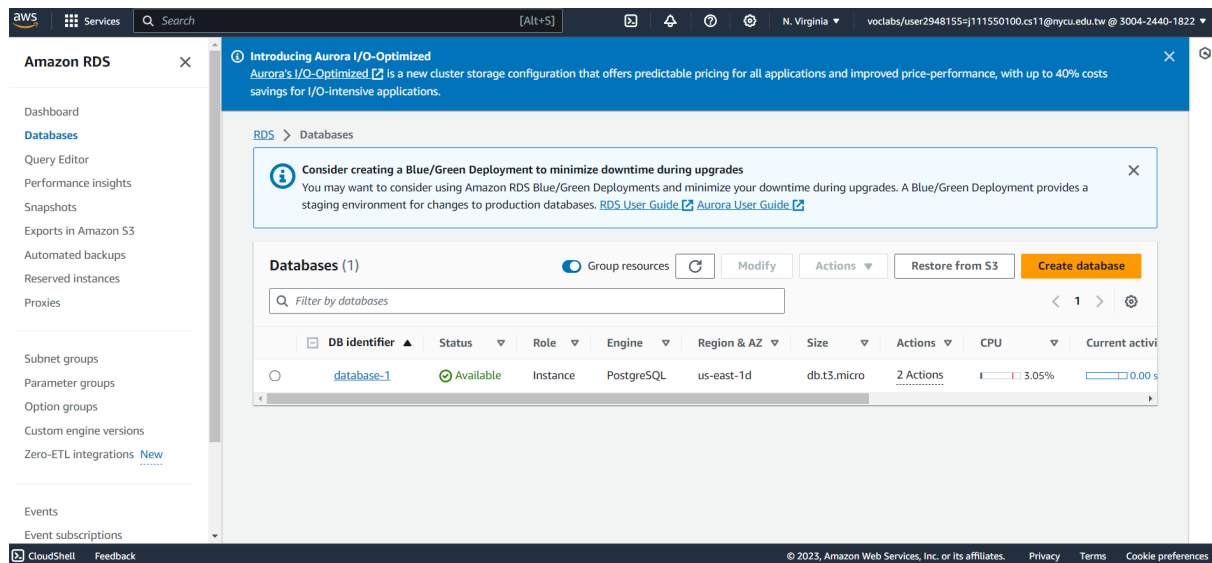 aws Services Search [Alt+S] N. Virginia voclabs/user2948155=j111550100.cs11@nycu.edu.tw @ 3004-2440-1822
Amazon RDS
Dashboard
Databases
Query Editor
Performance insights
Snapshots
Exports in Amazon S3
Automated backups
Reserved instances
Proxies
Subnet groups
Parameter groups
Option groups
Custom engine versions
Zero-ETL integrations New
Events
Event subscriptions
Introducing Aurora I/O-Optimized
Aurora's I/O-Optimized is a new cluster storage configuration that offers predictable pricing for all applications and improved price-performance, with up to 40% costs
savings for I/O-intensive applications.
RDS > Databases
Consider creating a Blue/Green Deployment to minimize downtime during upgrades
You may want to consider using Amazon RDS Blue/Green Deployments and minimize your downtime during upgrades. A Blue/Green Deployment provides a
staging environment for changes to production databases. RDS User Guide Aurora User Guide
Databases (1) Group resources Modify Actions Restore from S3 Create database
Filter by databases 1
DB identifier Status Role Engine Region & AZ Size Actions CPU Current activi
database-1 Available Instance PostgreSQL us-east-1d db.t3.micro 2 Actions 3.05% 0.00 s
CloudShell Feedback © 2023, Amazon Web Services, Inc. or its affiliates. Privacy Terms Cookie preferences